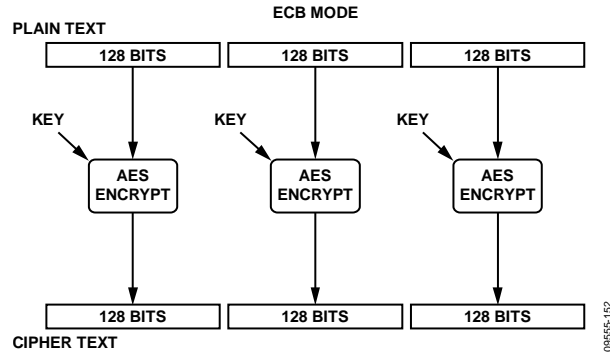 ECB MODE
PLAIN TEXT
128 BITS 128 BITS 128 BITS
KEY KEY KEY
AES ENCRYPT AES ENCRYPT AES ENCRYPT
128 BITS 128 BITS 128 BITS
CIPHER TEXT
09555-152